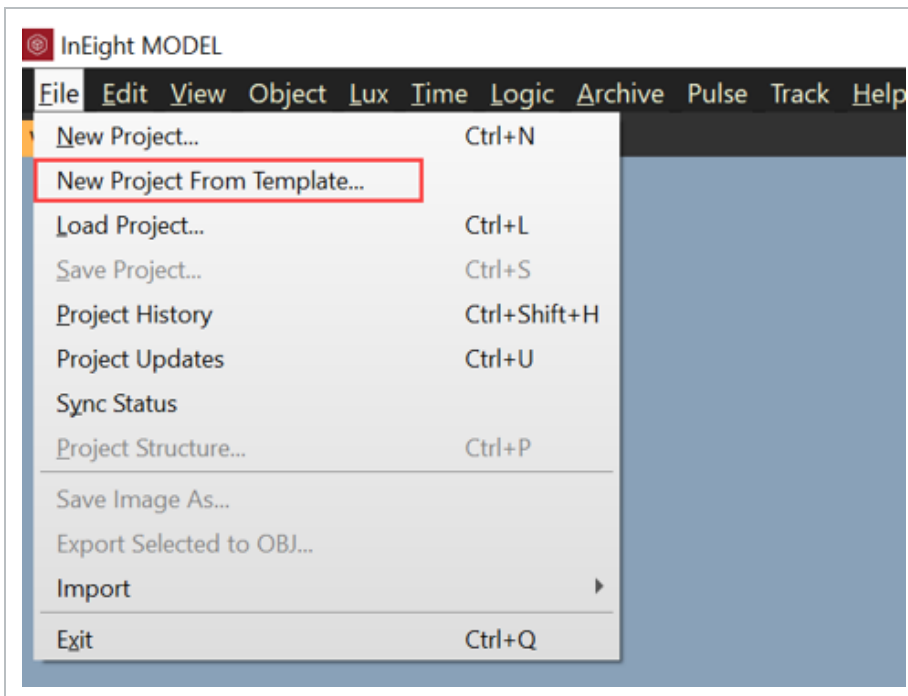 InEight MODEL
File Edit View Object Lux Time Logic Archive Pulse Track Help
New Project... Ctrl+N
New Project From Template...
Load Project... Ctrl+L
Save Project... Ctrl+S
Project History Ctrl+Shift+H
Project Updates Ctrl+U
Sync Status
Project Structure... Ctrl+P
Save Image As...
Export Selected to OBJ...
Import
Exit Ctrl+Q